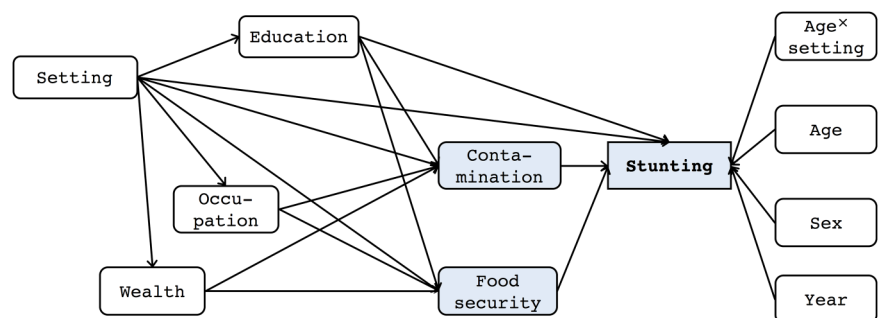 Setting
Education
Occu-
pation
Wealth
Conta-
mination
Food
security
Stunting
Age×
setting
Age
Sex
Year